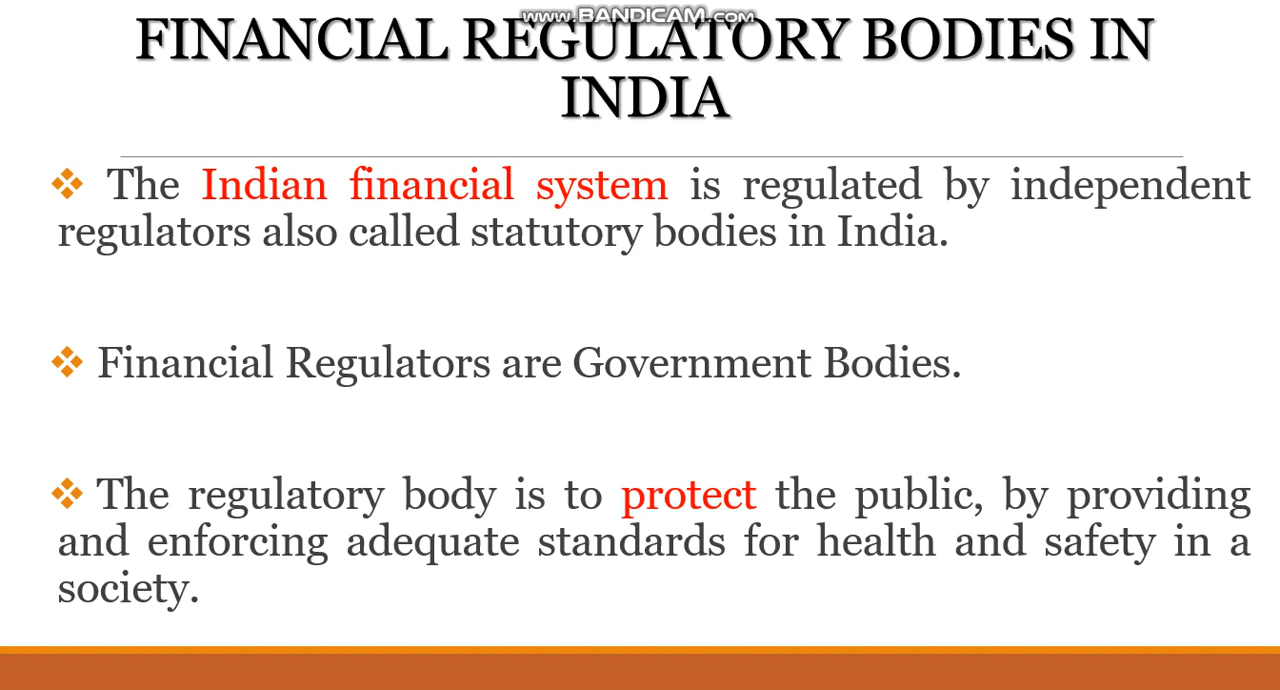 www.BANDICAM.com
FINANCIAL REGULATORY BODIES IN
INDIA
❖ The Indian financial system is regulated by independent
regulators also called statutory bodies in India.
❖ Financial Regulators are Government Bodies.
❖ The regulatory body is to protect the public, by providing
and enforcing adequate standards for health and safety in a
society.